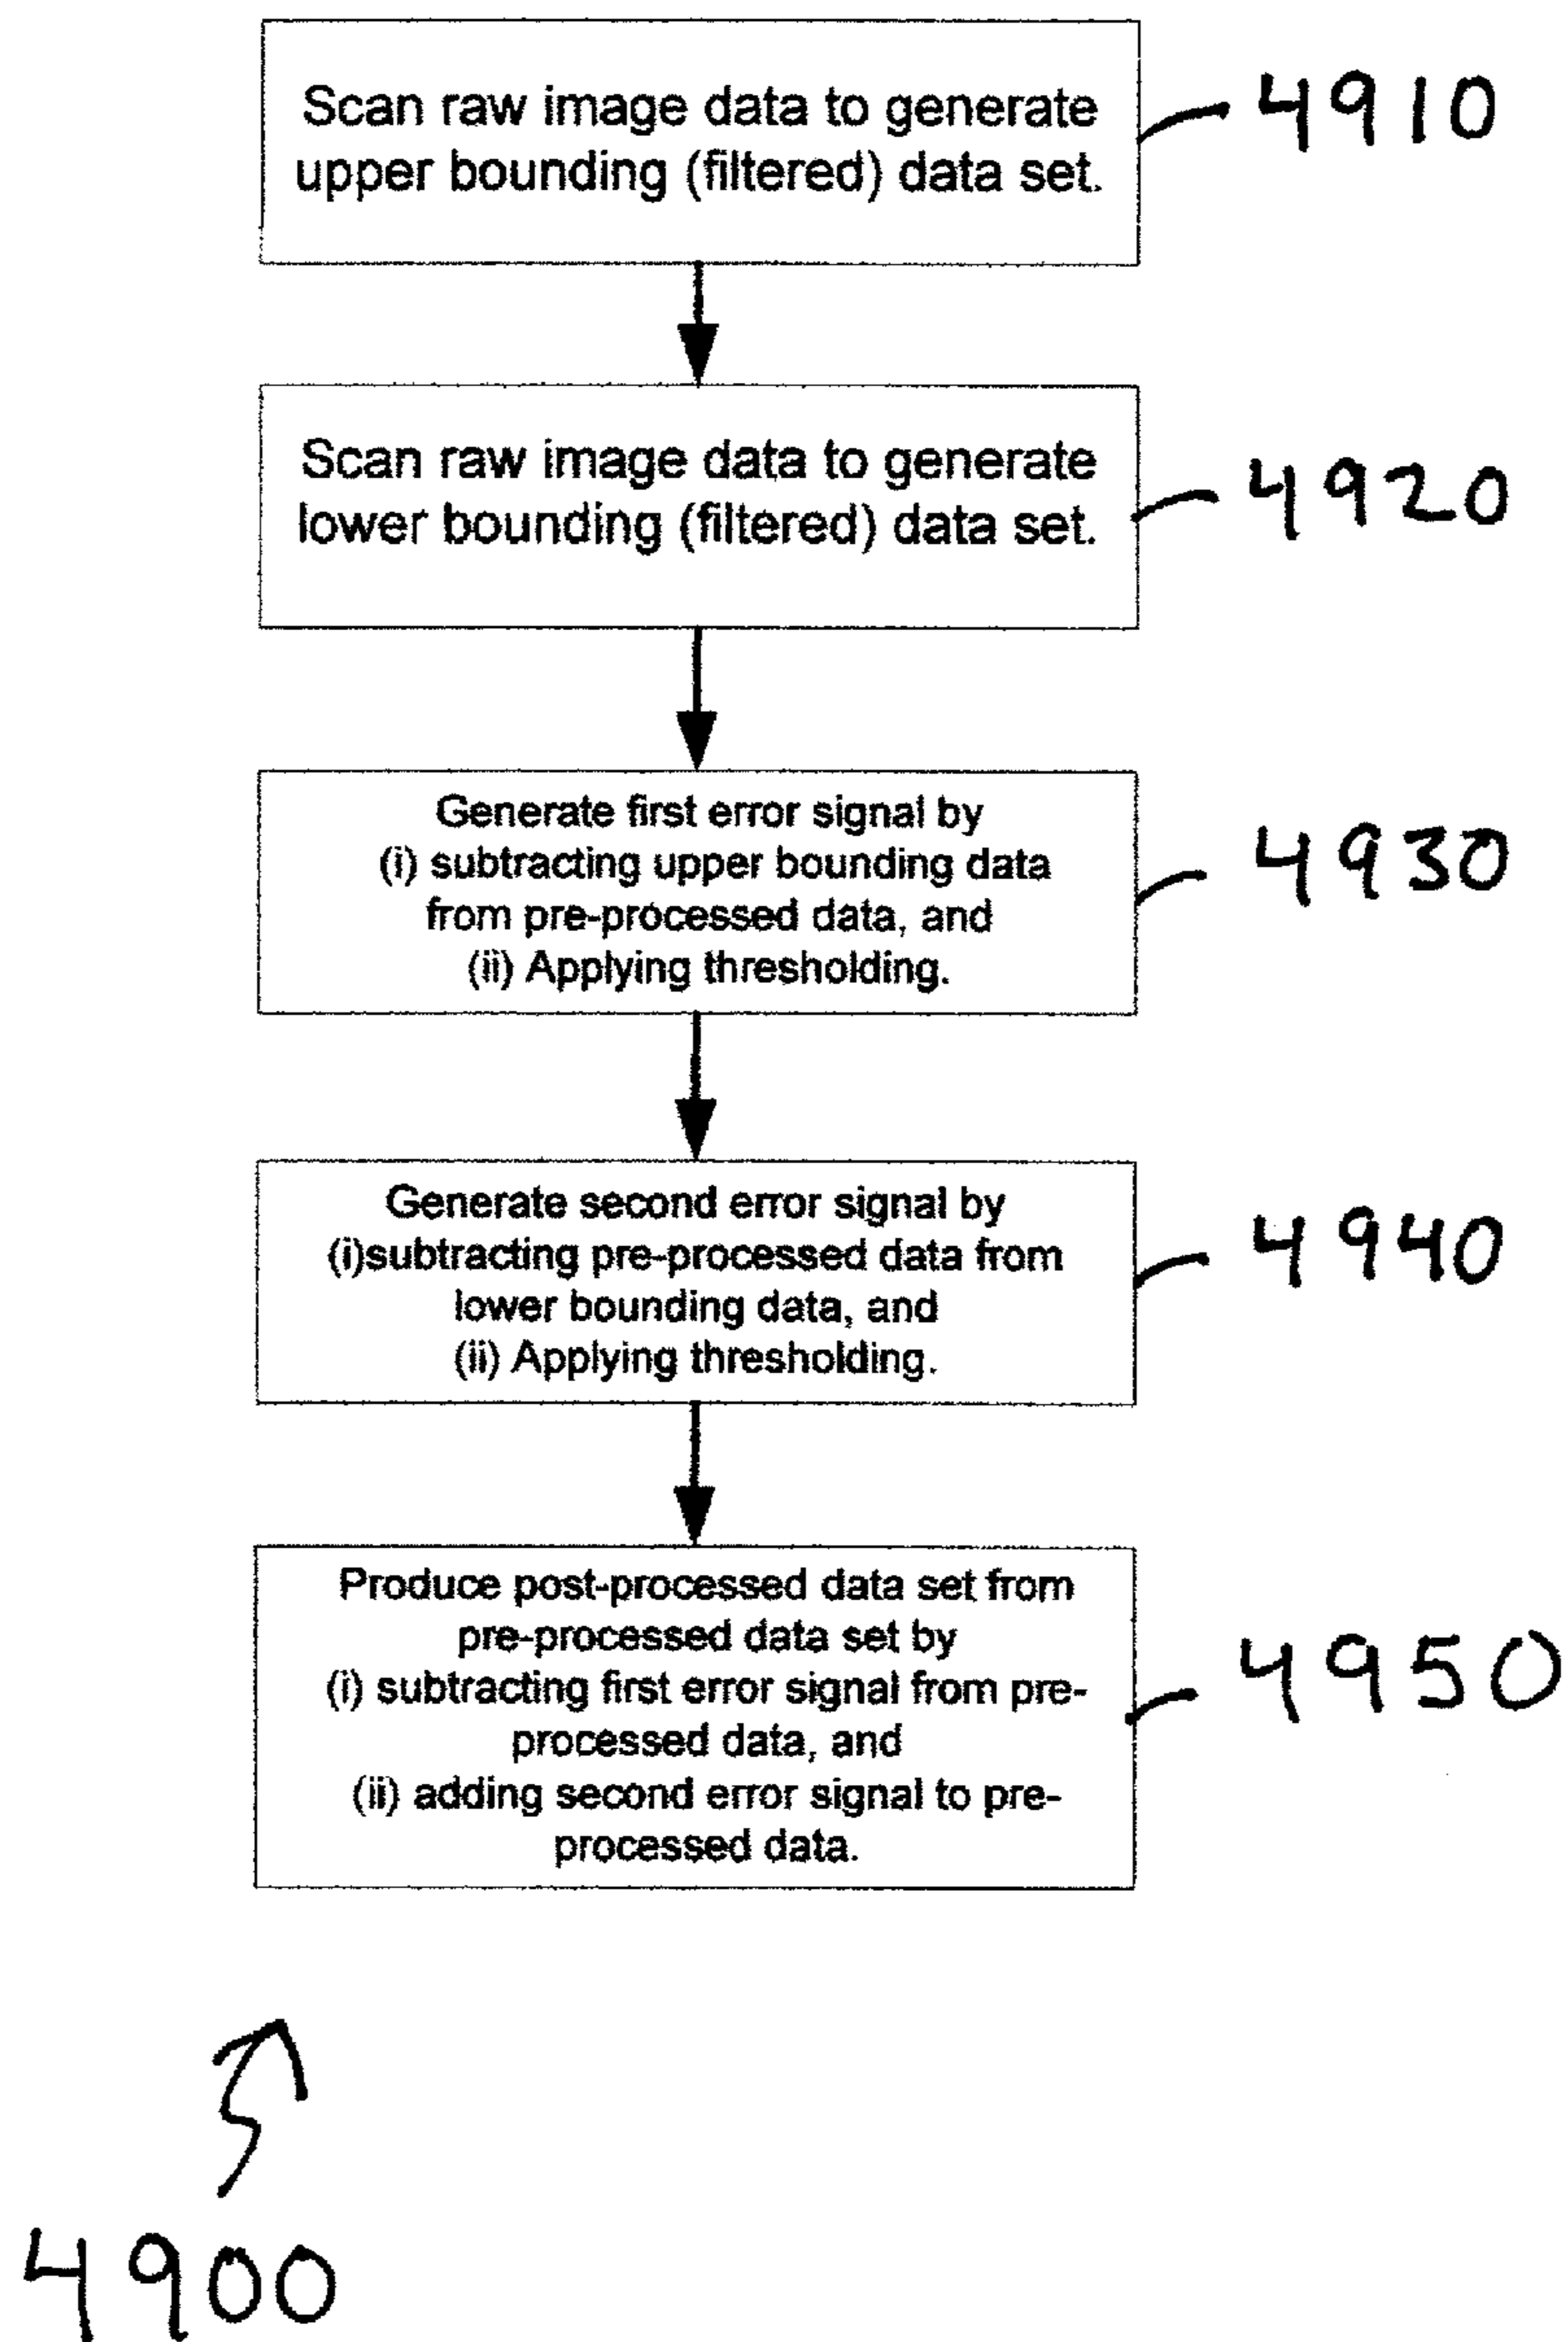 Scan raw image data to generate
upper bounding (filtered) data set.
4910
Scan raw image data to generate
lower bounding (filtered) data set.
4920
Generate first error signal by
(i) subtracting upper bounding data
from pre-processed data, and
(ii) Applying thresholding.
4930
Generate second error signal by
(i)subtracting pre-processed data from
lower bounding data, and
(ii) Applying thresholding.
4940
Produce post-processed data set from
pre-processed data set by
(i) subtracting first error signal from pre-
processed data, and
(ii) adding second error signal to pre-
processed data.
4950
4900